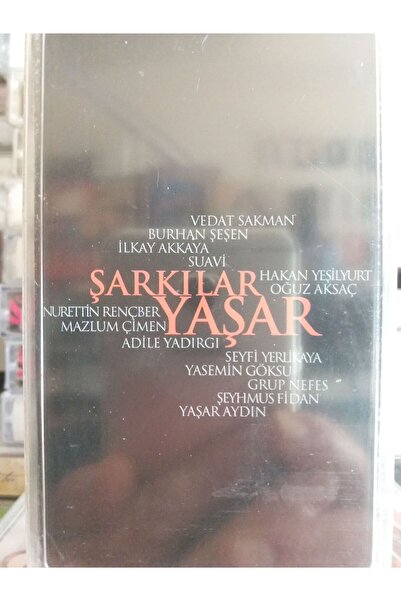 VEDAT SAKMAN
BURHAN ŞEŞEN
İLKAY AKKAYA
SUAVİ
ŞARKILAR
HAKAN YEŞİLYURT
OĞUZ AKSAÇ
NURETTİN RENÇBER
MAZLUM ÇİMEN
YAŞAR
ADİLE YADIRGI
SEYFİ YERLİKAYA
YASEMİN GÖKSU
GRUP NEFES
ŞEYHMUS FİDAN
YAŞAR AYDIN